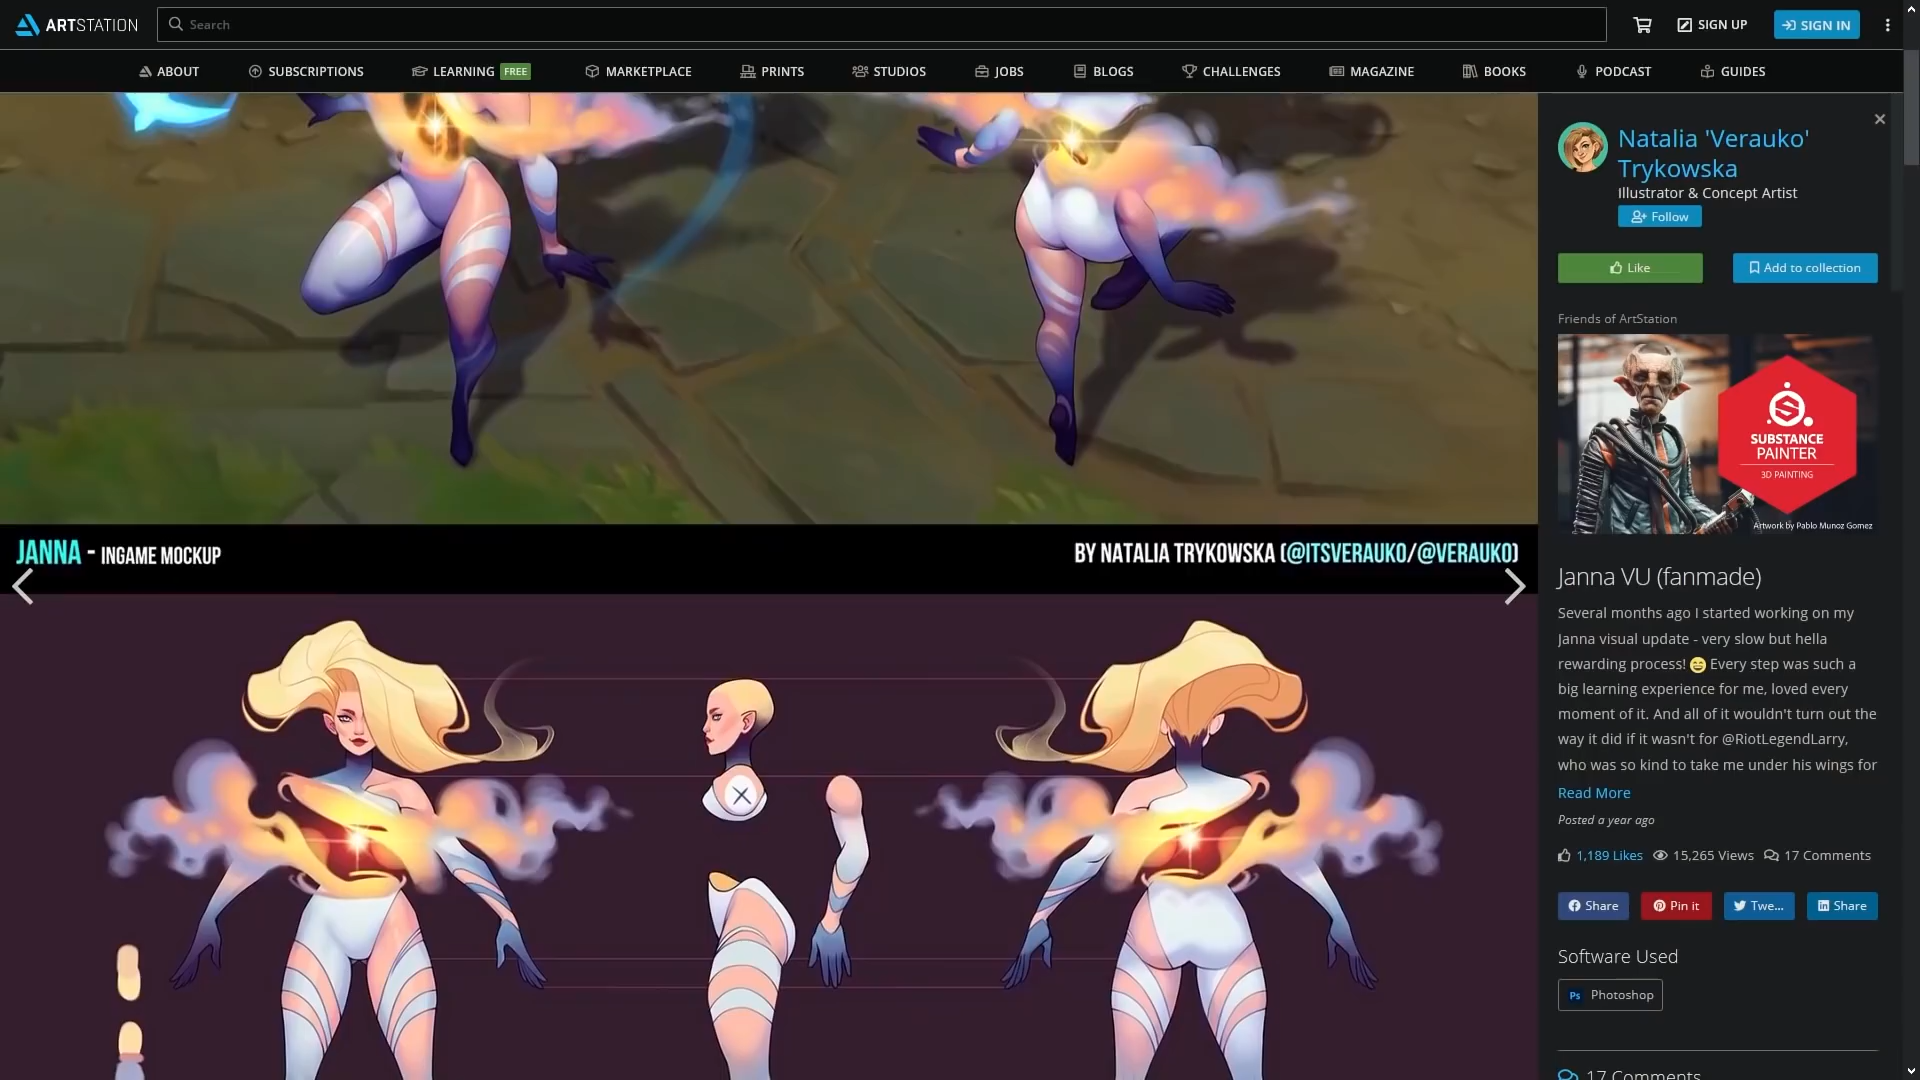 ARTSTATION
Search
SIGN UP
SIGN IN
ABOUT
SUBSCRIPTIONS
LEARNING FREE
MARKETPLACE
PRINTS
STUDIOS
JOBS
BLOGS
CHALLENGES
MAGAZINE
BOOKS
PODCAST
GUIDES
JANNA - INGAME MOCKUP
BY NATALIA TRYKOWSKA (@ITSVERAUKO/@VERAUKO)
Natalia 'Verauko'
Trykowska
Illustrator & Concept Artist
Follow
Like
Add to collection
Friends of ArtStation
SUBSTANCE
PAINTER
3D PAINTING
Artwork by Pablo Munoz Gomez
Janna VU (fanmade)
Several months ago I started working on my
Janna visual update - very slow but hella
rewarding process! 😄 Every step was such a
big learning experience for me, loved every
moment of it. And all of it wouldn't turn out the
way it did if it wasn't for @RiotLegendLarry,
who was so kind to take me under his wings for
Read More
Posted a year ago
1,189 Likes
15,265 Views
17 Comments
Share
Pin it
Twe...
Share
Software Used
Ps Photoshop
17 Comments